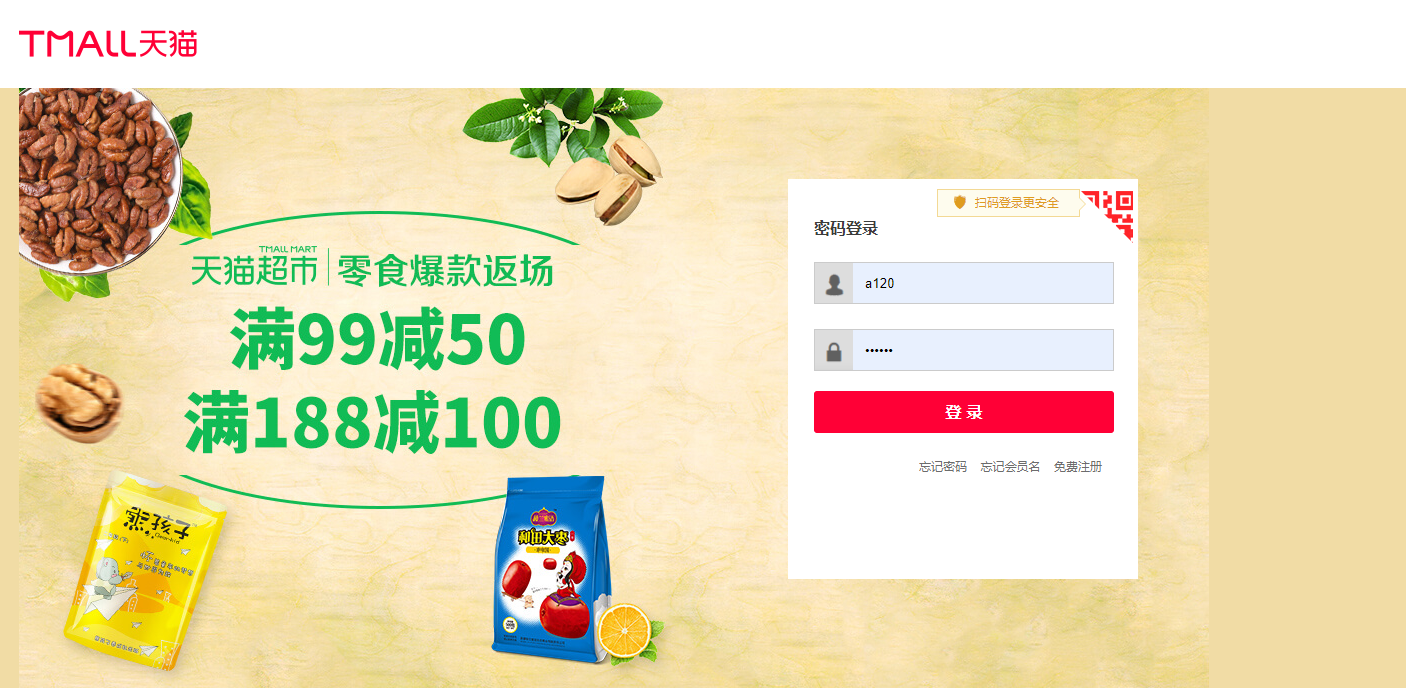 TMALL天猫
TMALL MART
天猫超市 零食爆款返场
满99减50
满188减100
和田大枣
扫码登录更安全
密码登录
a120
••••••
登 录
忘记密码 忘记会员名 免费注册